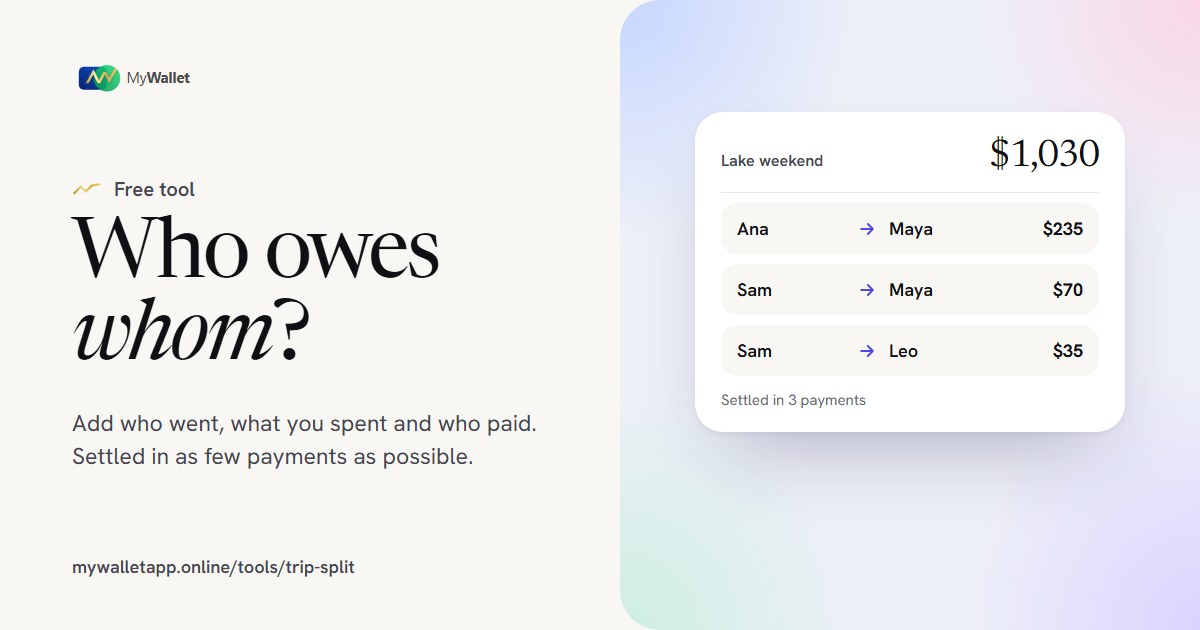 MyWallet
Free tool
Who owes
whom?
Add who went, what you spent and who paid.
Settled in as few payments as possible.
mywalletapp.online/tools/trip-split
Lake weekend $1,030
Ana → Maya $235
Sam → Maya $70
Sam → Leo $35
Settled in 3 payments